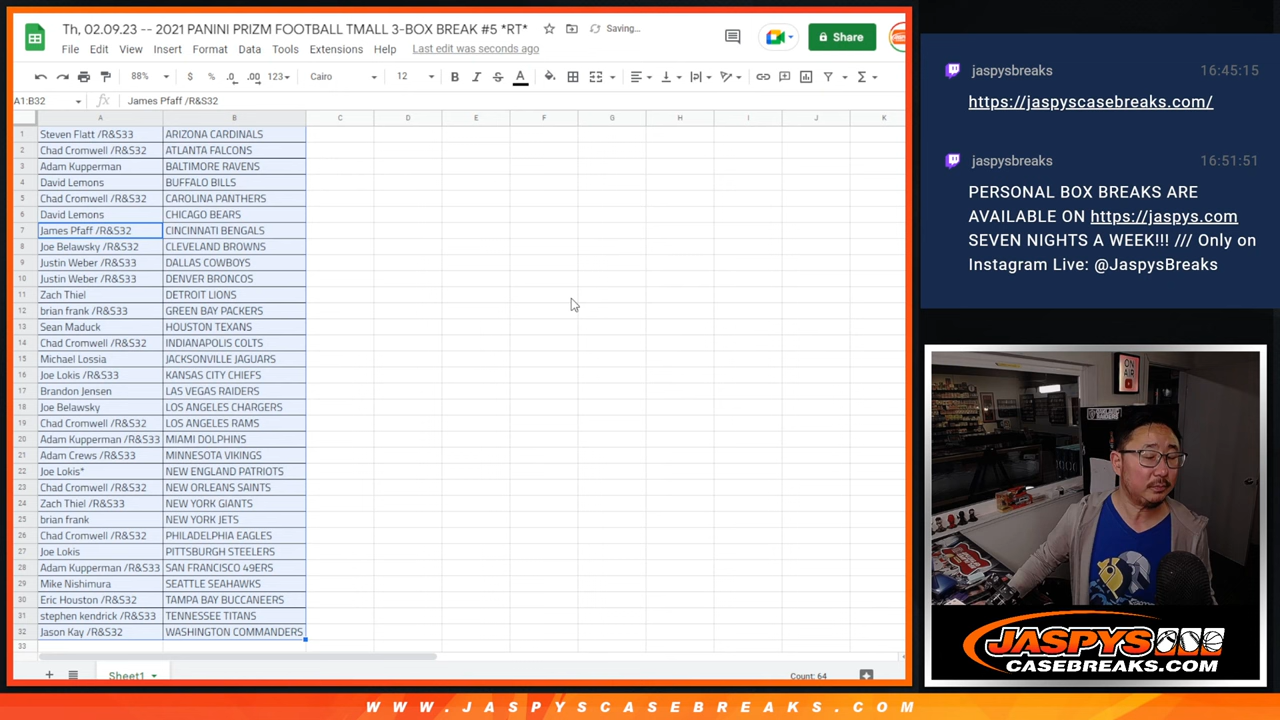 Th, 02.09.23 -- 2021 PANINI PRIZM FOOTBALL TMALL 3-BOX BREAK #5 *RT*
Saving...
File Edit View Insert Format Data Tools Extensions Help Last edit was seconds ago
Share
88% $ % .0 .00 123 Cairo 12 B I S A
A1:B32 fx James Pfaff /R&S32
A B C D E F G H I J K
1 Steven Flatt /R&S33 ARIZONA CARDINALS
2 Chad Cromwell /R&S32 ATLANTA FALCONS
3 Adam Kupperman BALTIMORE RAVENS
4 David Lemons BUFFALO BILLS
5 Chad Cromwell /R&S32 CAROLINA PANTHERS
6 David Lemons CHICAGO BEARS
7 James Pfaff /R&S32 CINCINNATI BENGALS
8 Joe Belawsky /R&S32 CLEVELAND BROWNS
9 Justin Weber /R&S33 DALLAS COWBOYS
10 Justin Weber /R&S33 DENVER BRONCOS
11 Zach Thiel DETROIT LIONS
12 brian frank /R&S33 GREEN BAY PACKERS
13 Sean Maduck HOUSTON TEXANS
14 Chad Cromwell /R&S32 INDIANAPOLIS COLTS
15 Michael Lossia JACKSONVILLE JAGUARS
16 Joe Lokis /R&S33 KANSAS CITY CHIEFS
17 Brandon Jensen LAS VEGAS RAIDERS
18 Joe Belawsky LOS ANGELES CHARGERS
19 Chad Cromwell /R&S32 LOS ANGELES RAMS
20 Adam Kupperman /R&S33 MIAMI DOLPHINS
21 Adam Crews /R&S33 MINNESOTA VIKINGS
22 Joe Lokis* NEW ENGLAND PATRIOTS
23 Chad Cromwell /R&S32 NEW ORLEANS SAINTS
24 Zach Thiel /R&S33 NEW YORK GIANTS
25 brian frank NEW YORK JETS
26 Chad Cromwell /R&S32 PHILADELPHIA EAGLES
27 Joe Lokis PITTSBURGH STEELERS
28 Adam Kupperman /R&S33 SAN FRANCISCO 49ERS
29 Mike Nishimura SEATTLE SEAHAWKS
30 Eric Houston /R&S32 TAMPA BAY BUCCANEERS
31 stephen kendrick /R&S33 TENNESSEE TITANS
32 Jason Kay /R&S32 WASHINGTON COMMANDERS
33
Sheet1
Count: 64
jaspysbreaks 16:45:15
https://jaspyscasebreaks.com/
jaspysbreaks 16:51:51
PERSONAL BOX BREAKS ARE
AVAILABLE ON https://jaspys.com
SEVEN NIGHTS A WEEK!!! /// Only on
Instagram Live: @JaspysBreaks
ON
AIR
JASPYS
CASEBREAKS.COM
WWW.JASPYSCASEBREAKS.COM